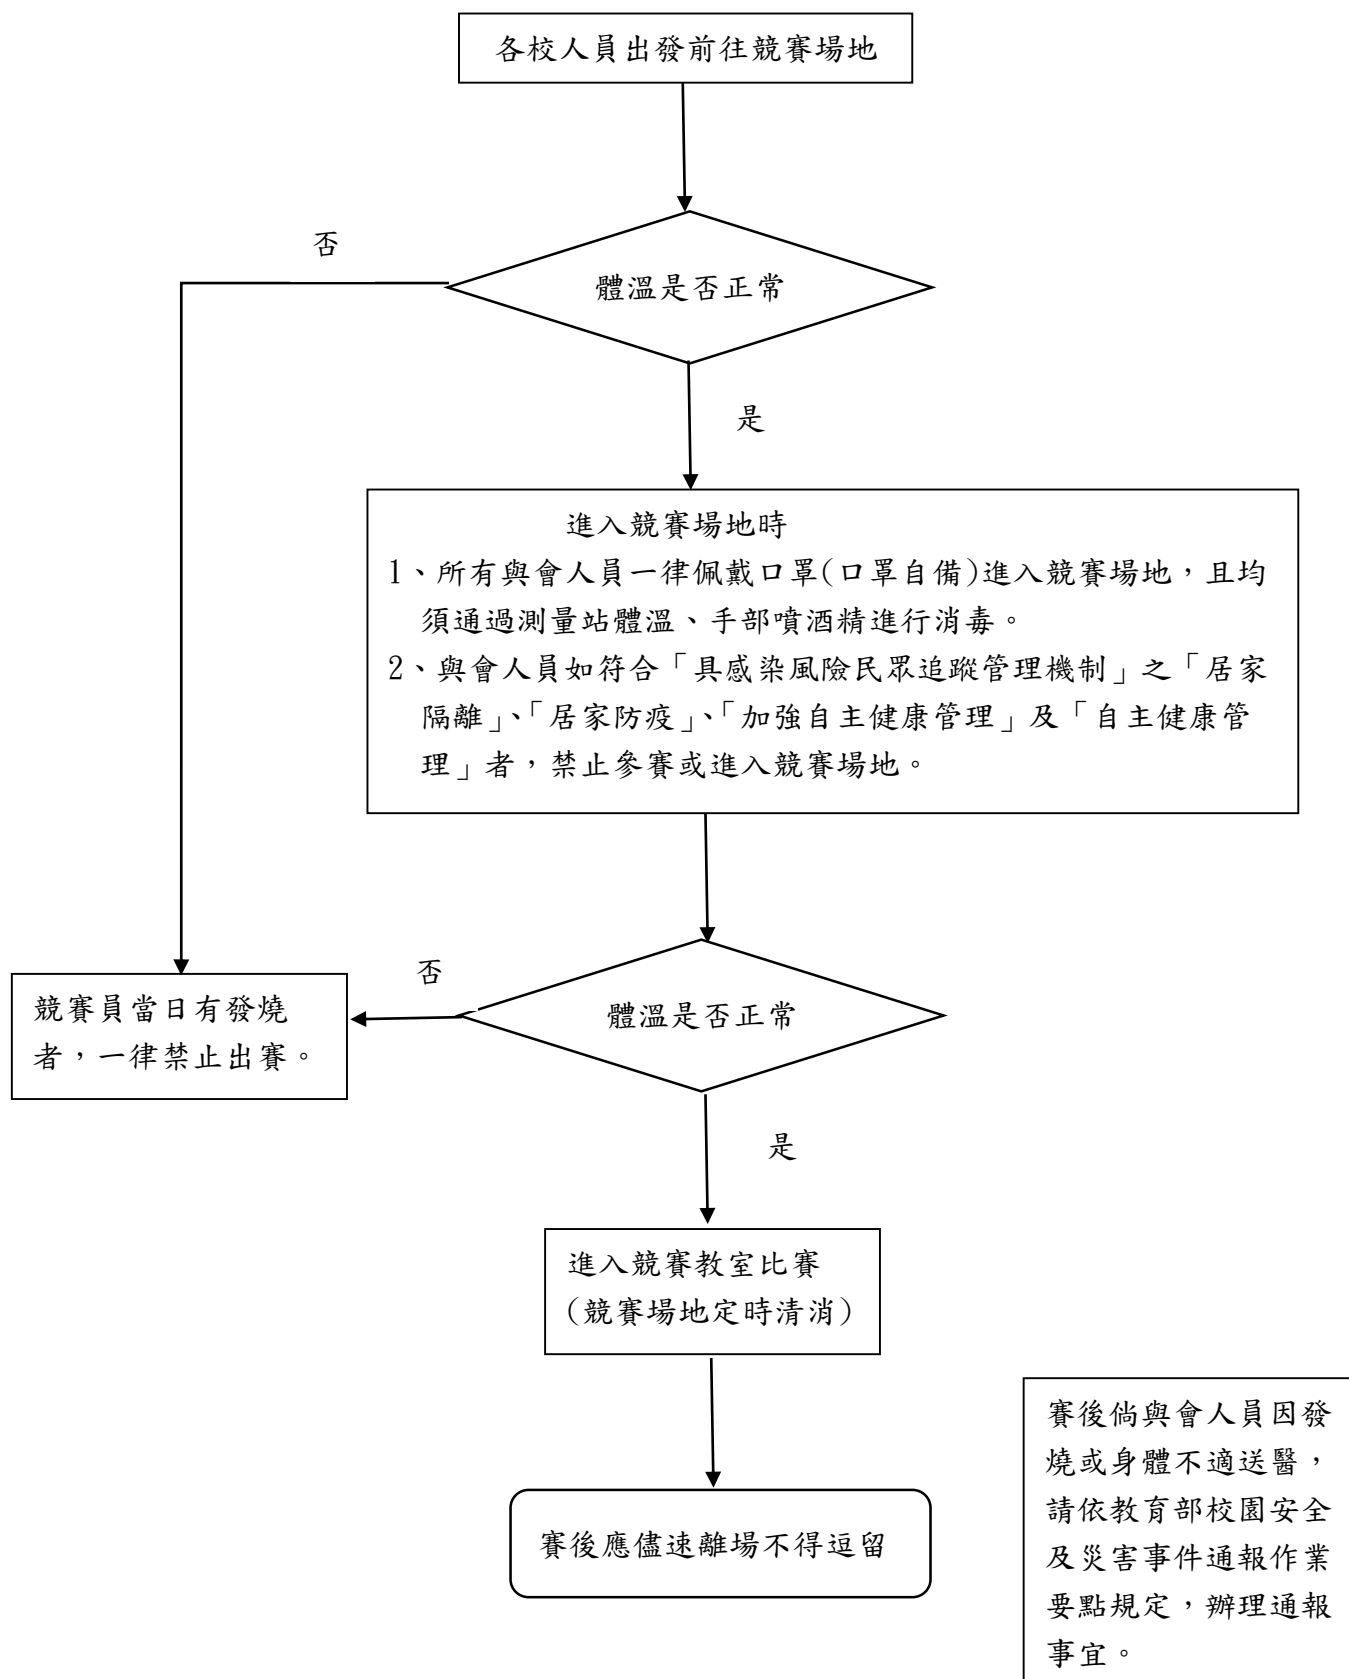 各校人員出發前往競賽場地
否
體溫是否正常
是
進入競賽場地時
1、所有與會人員一律佩戴口罩(口罩自備)進入競賽場地，且均
須通過測量站體溫、手部噴酒精進行消毒。
2、與會人員如符合「具感染風險民眾追蹤管理機制」之「居家
隔離」、「居家防疫」、「加強自主健康管理」及「自主健康管
理」者，禁止參賽或進入競賽場地。
否
競賽員當日有發燒
者，一律禁止出賽。
體溫是否正常
是
進入競賽教室比賽
(競賽場地定時清消)
賽後應儘速離場不得逗留
賽後倘與會人員因發
燒或身體不適送醫，
請依教育部校園安全
及災害事件通報作業
要點規定，辦理通報
事宜。